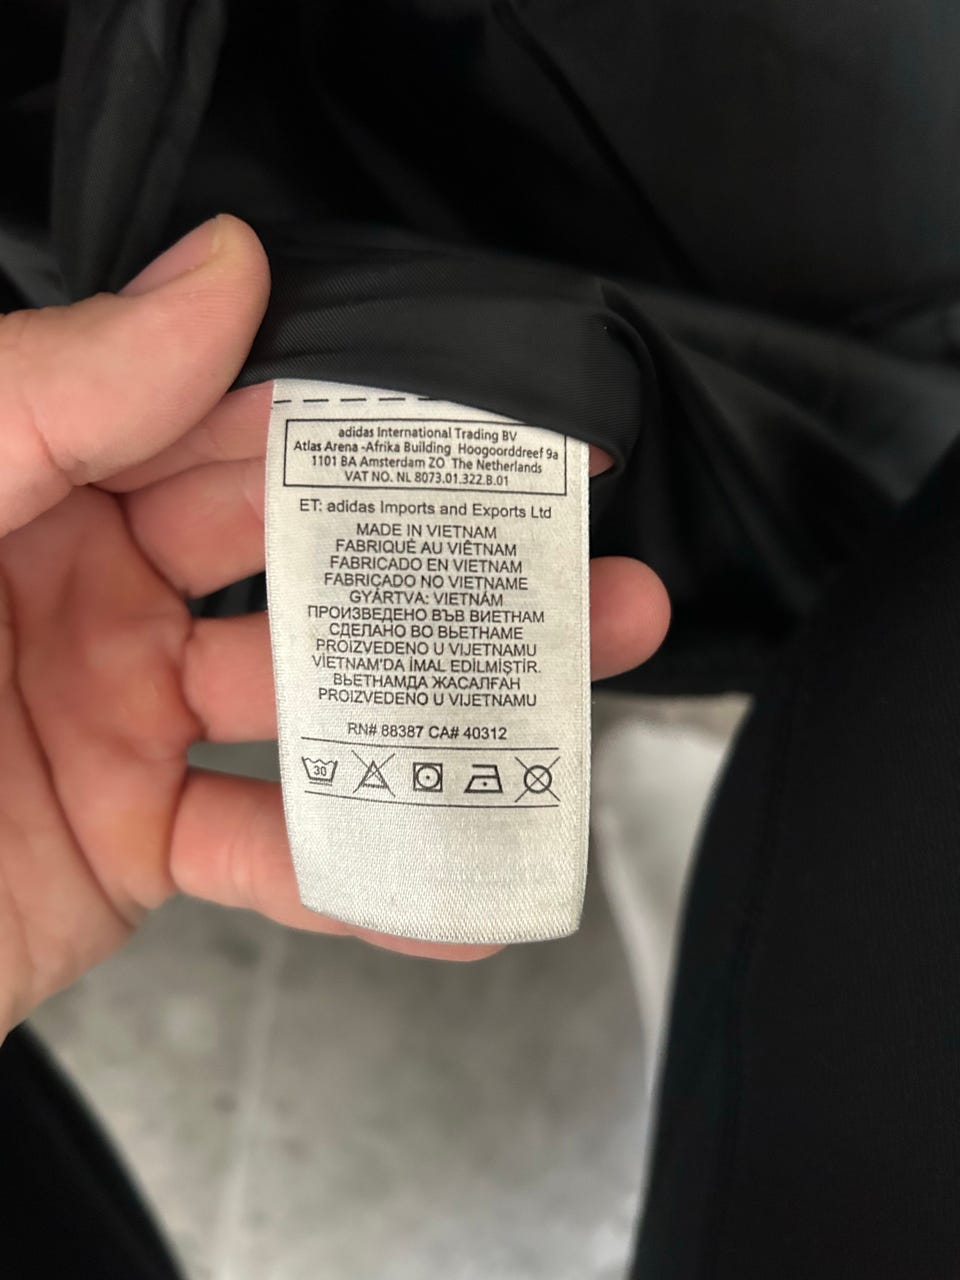 adidas International Trading BV
Atlas Arena -Afrika Building Hoogoorddreef 9a
1101 BA Amsterdam ZO The Netherlands
VAT NO. NL 8073.01.322.B.01
ET: adidas Imports and Exports Ltd
MADE IN VIETNAM
FABRIQUÉ AU VIÊTNAM
FABRICADO EN VIETNAM
FABRICADO NO VIETNAME
GYÁRTVA: VIETNÁM
ПРОИЗВЕДЕНО ВЪВ ВИЕТНАМ
СДЕЛАНО ВО ВЬЕТНАМЕ
PROIZVEDENO U VIJETNAMU
VİETNAM'DA İMAL EDİLMİŞTİR.
ВЬЕТНАМДА ЖАСАЛҒАН
PROIZVEDENO U VIJETNAMU
RN# 88387 CA# 40312
30